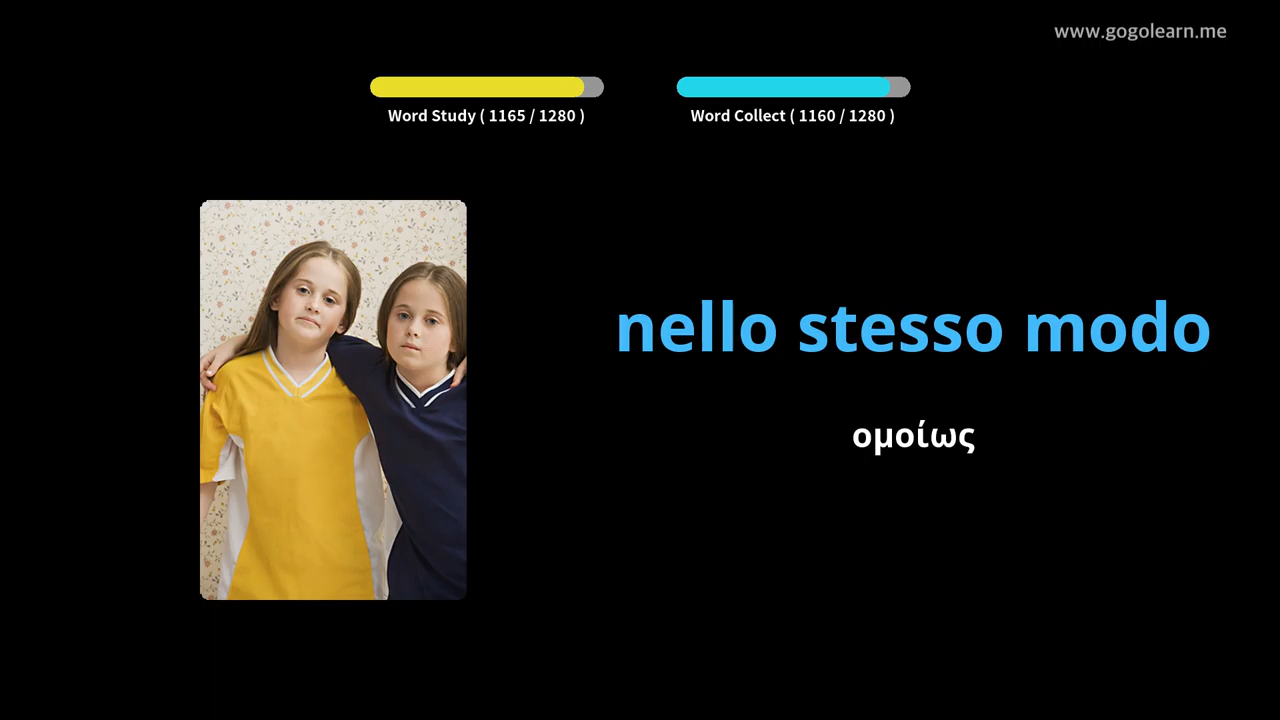 www.gogolearn.me
Word Study ( 1165 / 1280 )
Word Collect ( 1160 / 1280 )
nello stesso modo
ομοίως